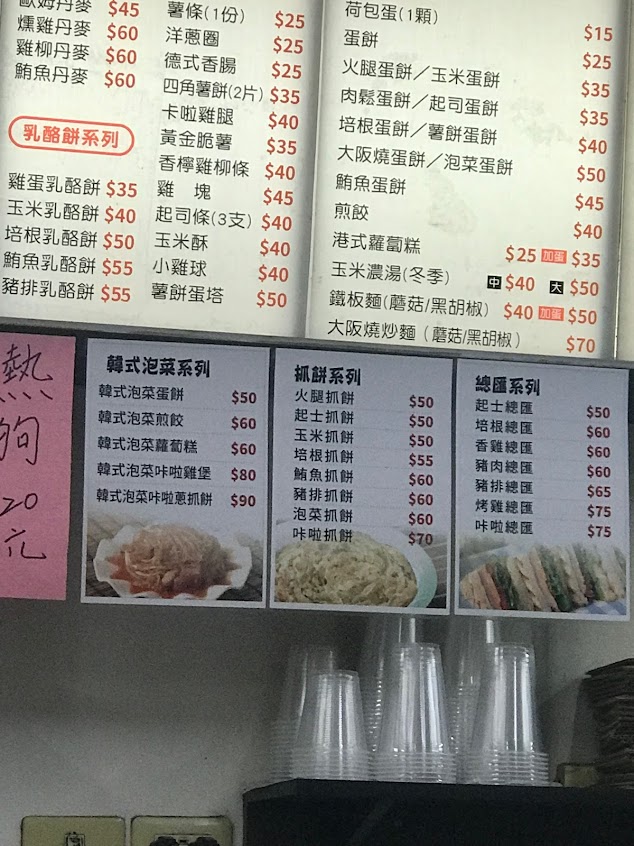 歐姆丹麥 $45
燻雞丹麥 $60
雞柳丹麥 $60
鮪魚丹麥 $60
乳酪餅系列
雞蛋乳酪餅 $35
玉米乳酪餅 $40
培根乳酪餅 $50
鮪魚乳酪餅 $55
豬排乳酪餅 $55
薯條(1份) $25
洋蔥圈 $25
德式香腸 $25
四角薯餅(2片) $35
卡啦雞腿 $40
黃金脆薯 $35
香檸雞柳條 $40
雞 塊 $45
起司條(3支) $40
玉米酥 $40
小雞球 $40
薯餅蛋塔 $50
荷包蛋(1顆) $15
蛋餅 $25
火腿蛋餅／玉米蛋餅 $35
肉鬆蛋餅／起司蛋餅 $35
培根蛋餅／薯餅蛋餅 $40
大阪燒蛋餅／泡菜蛋餅 $50
鮪魚蛋餅 $45
煎餃 $40
港式蘿蔔糕 $25 加蛋 $35
玉米濃湯(冬季) 中 $40 大 $50
鐵板麵(蘑菇/黑胡椒) $40 加蛋 $50
大阪燒炒麵（蘑菇/黑胡椒） $70
熱
狗
20
元
韓式泡菜系列
韓式泡菜蛋餅 $50
韓式泡菜煎餃 $60
韓式泡菜蘿蔔糕 $60
韓式泡菜咔啦雞堡 $80
韓式泡菜咔啦蔥抓餅 $90
抓餅系列
火腿抓餅 $50
起士抓餅 $50
玉米抓餅 $50
培根抓餅 $55
鮪魚抓餅 $60
豬排抓餅 $60
泡菜抓餅 $60
咔啦抓餅 $70
總匯系列
起士總匯 $50
培根總匯 $60
香雞總匯 $60
豬肉總匯 $60
豬排總匯 $65
烤雞總匯 $75
咔啦總匯 $75